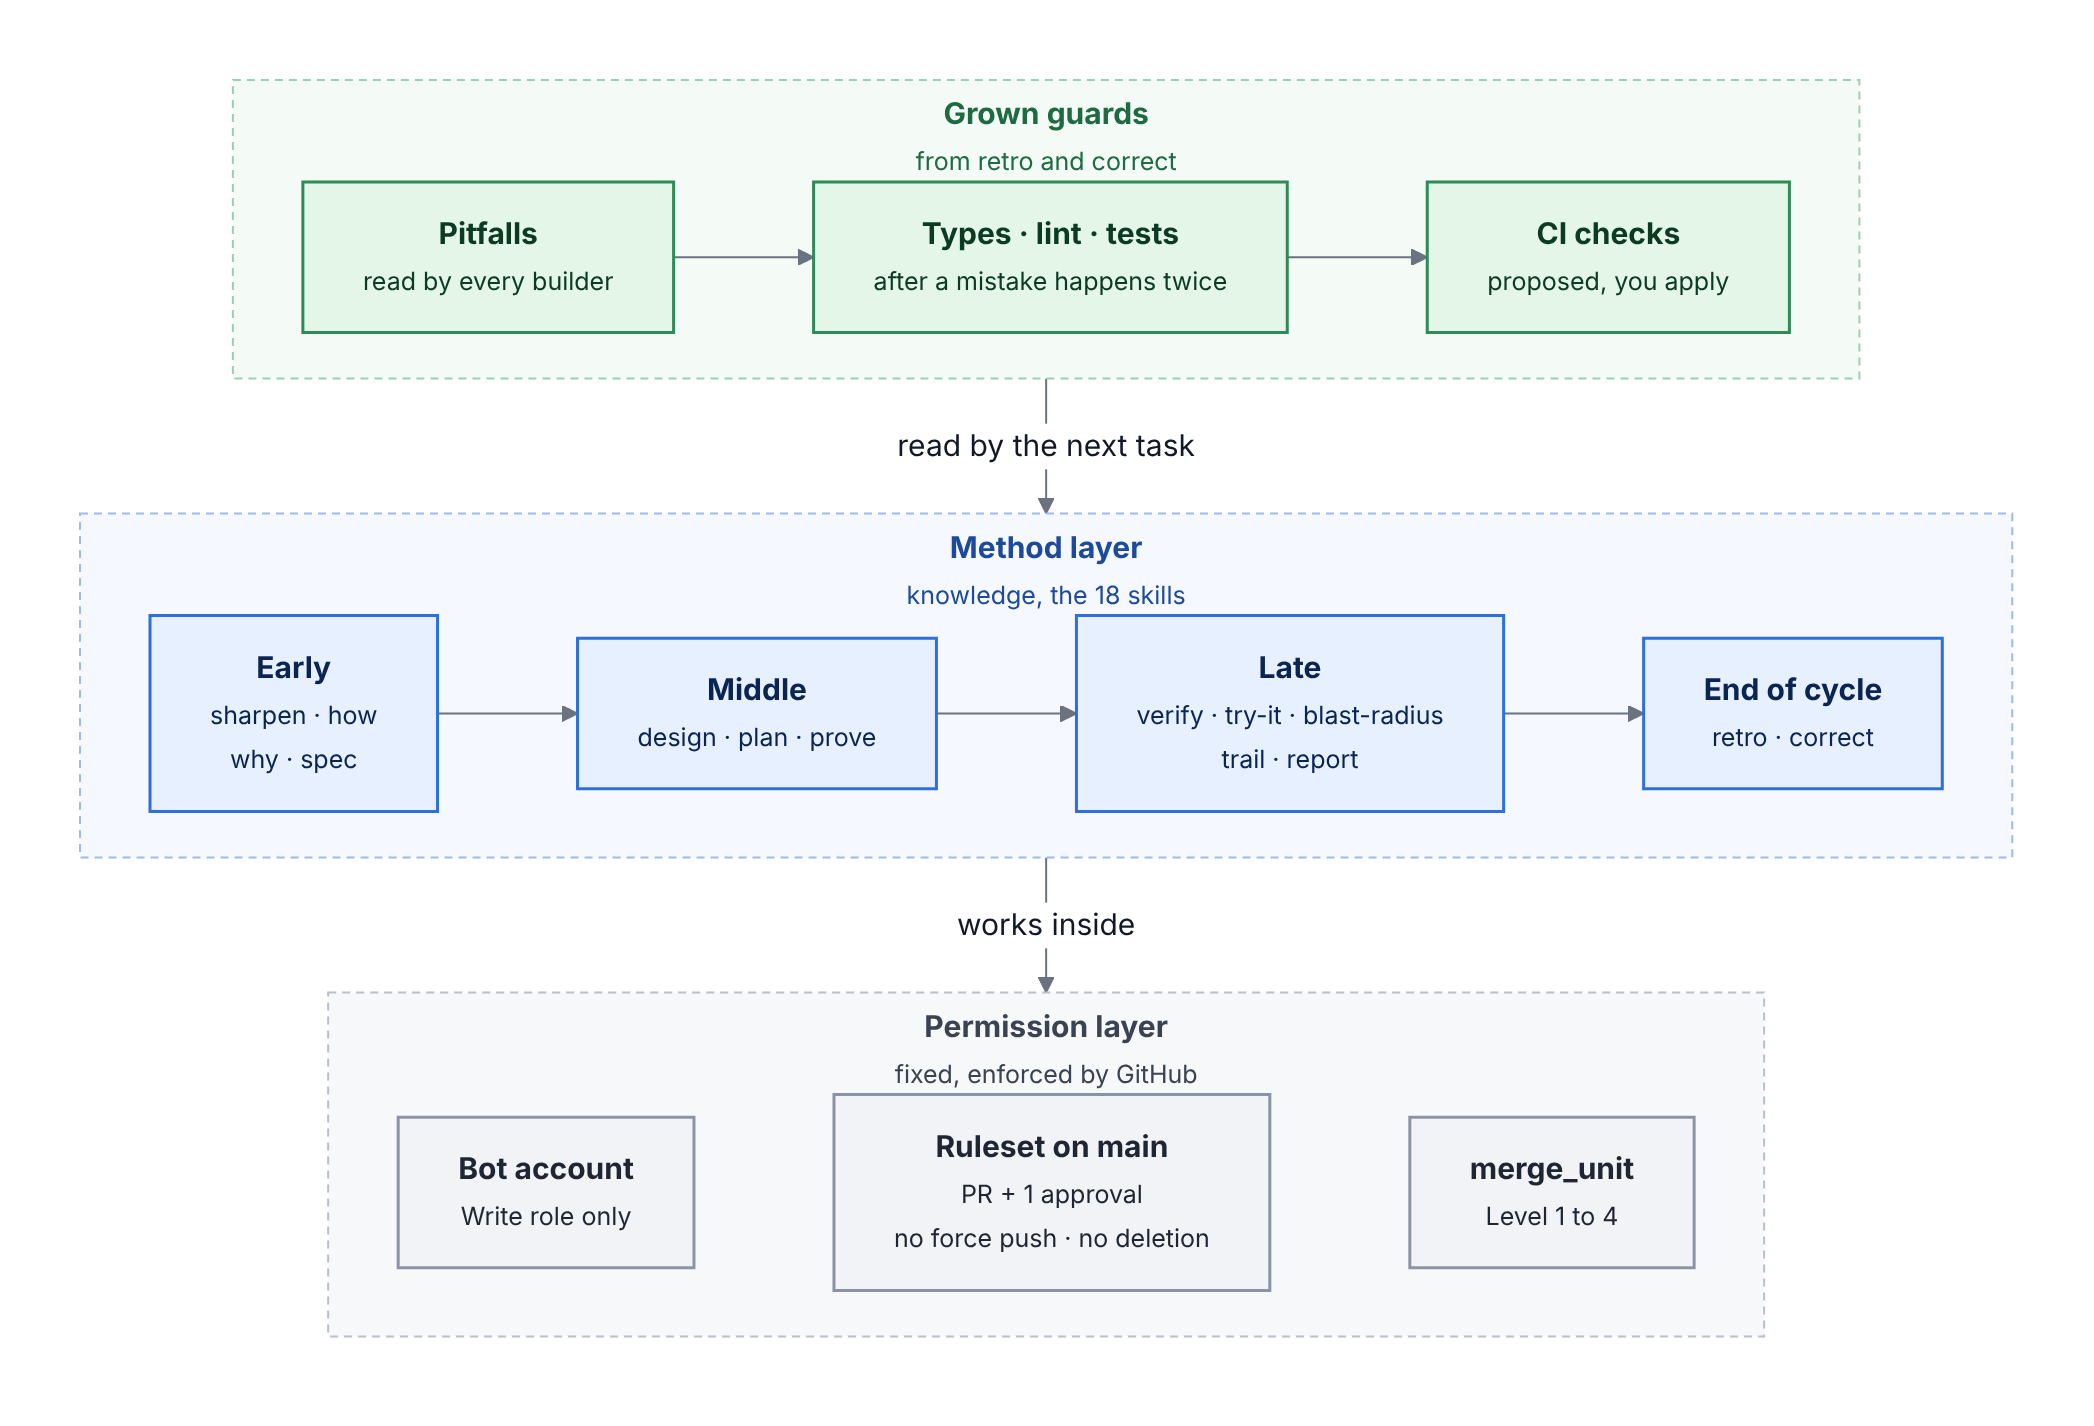 Grown guards
from retro and correct
Pitfalls
read by every builder
Types · lint · tests
after a mistake happens twice
CI checks
proposed, you apply
read by the next task
Method layer
knowledge, the 18 skills
Early
sharpen · how
why · spec
Middle
design · plan · prove
Late
verify · try-it · blast-radius
trail · report
End of cycle
retro · correct
works inside
Permission layer
fixed, enforced by GitHub
Bot account
Write role only
Ruleset on main
PR + 1 approval
no force push · no deletion
merge_unit
Level 1 to 4